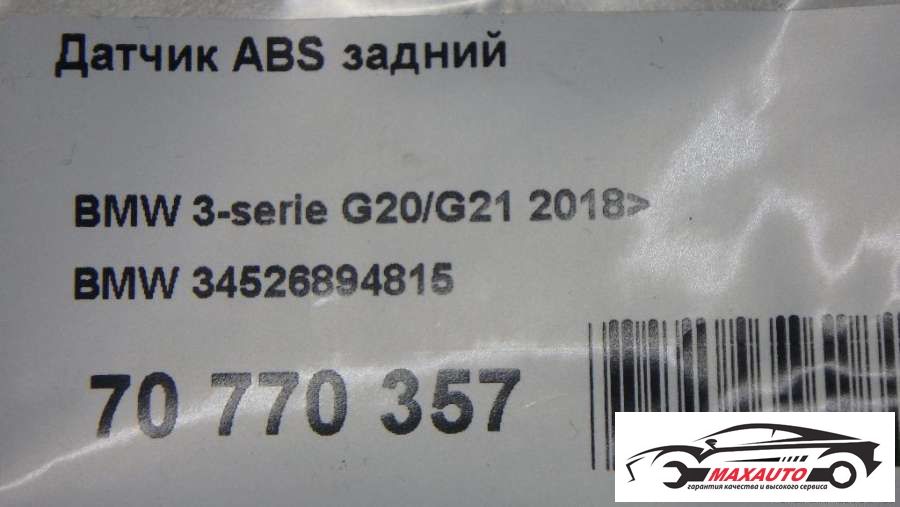 Датчик ABS задний
BMW 3-serie G20/G21 2018>
BMW 34526894815
70 770 357
MAXAUTO
гарантия качества и высокого сервиса